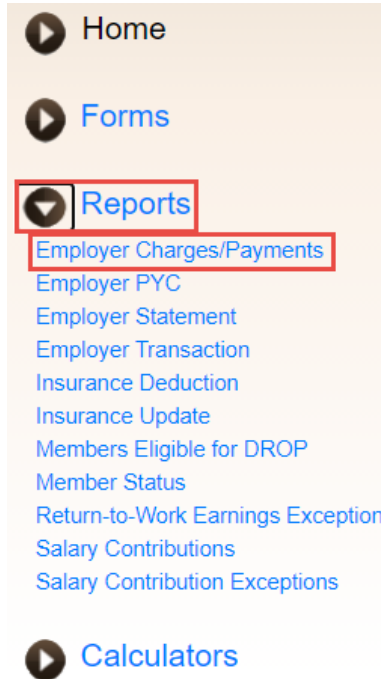 Home
Forms
Reports
Employer Charges/Payments
Employer PYC
Employer Statement
Employer Transaction
Insurance Deduction
Insurance Update
Members Eligible for DROP
Member Status
Return-to-Work Earnings Exception
Salary Contributions
Salary Contribution Exceptions
Calculators